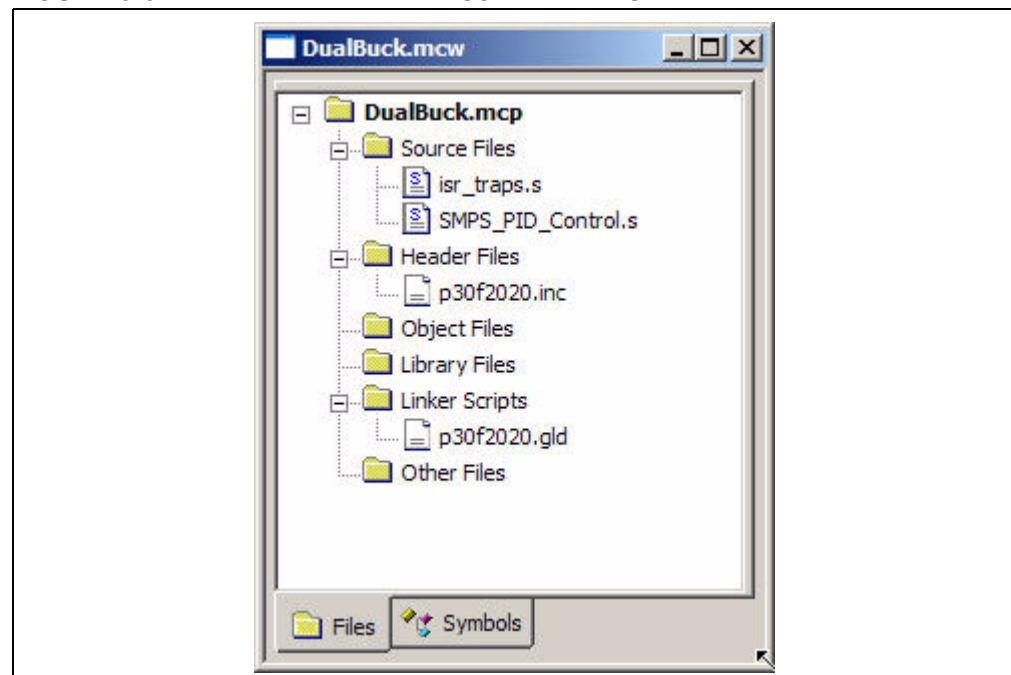 DualBuck.mcw
DualBuck.mcp
Source Files
isr_traps.s
SMPS_PID_Control.s
Header Files
p30f2020.inc
Object Files
Library Files
Linker Scripts
p30f2020.gld
Other Files
Files
Symbols